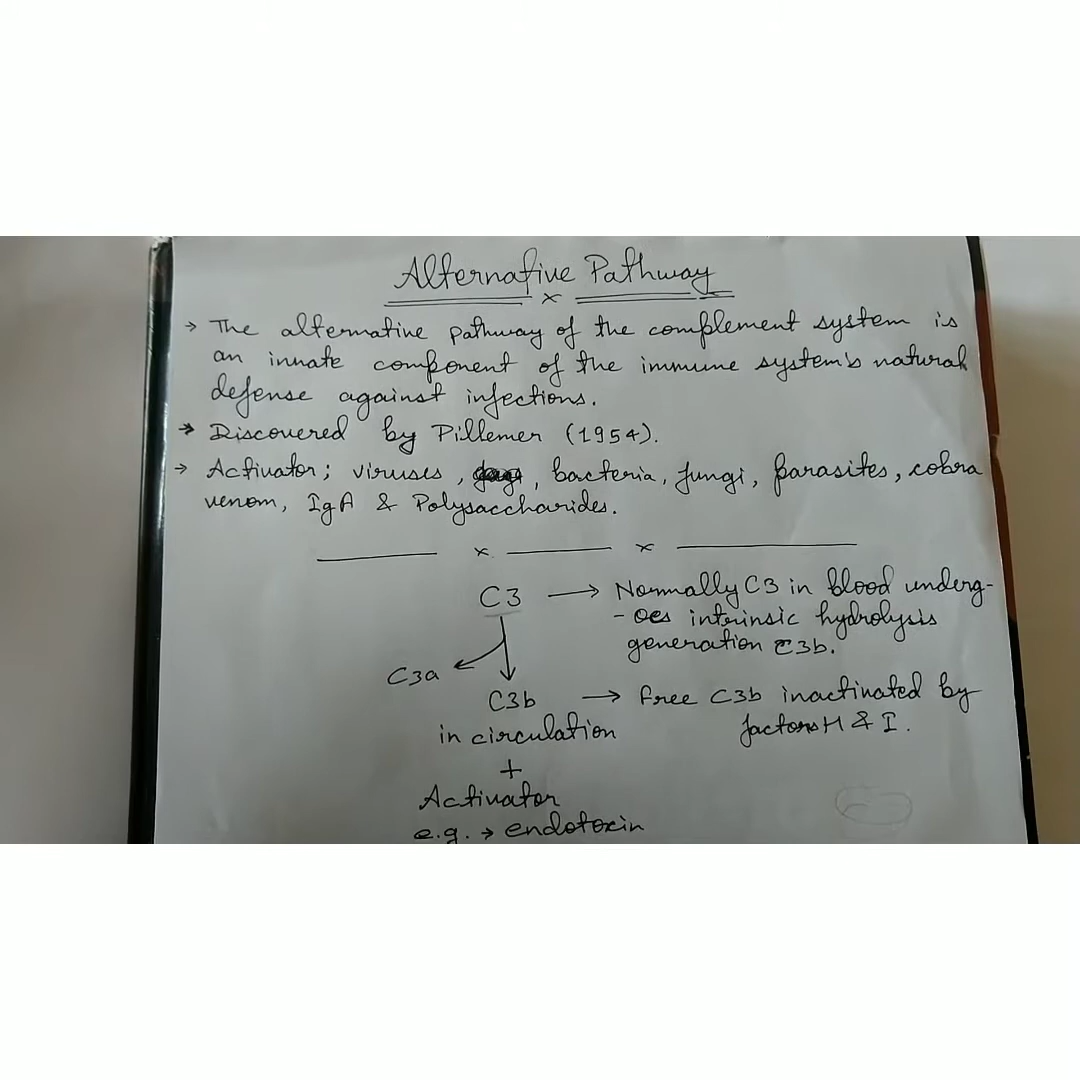 Alternative Pathway
x
→ The alternative pathway of the complement system is
an innate component of the immune system's natural
defense against infections.
→ Discovered by Pillemer (1954).
→ Activator; viruses, , bacteria, fungi, parasites, cobra
venom, IgA & Polysaccharides.
x x
C3 → Normally C3 in blood underg-
- oes intrinsic hydrolysis
generation C3b.
C3a
C3b → free C3b inactivated by
in circulation factors H & I.
+
Activator
e.g. → endotoxin